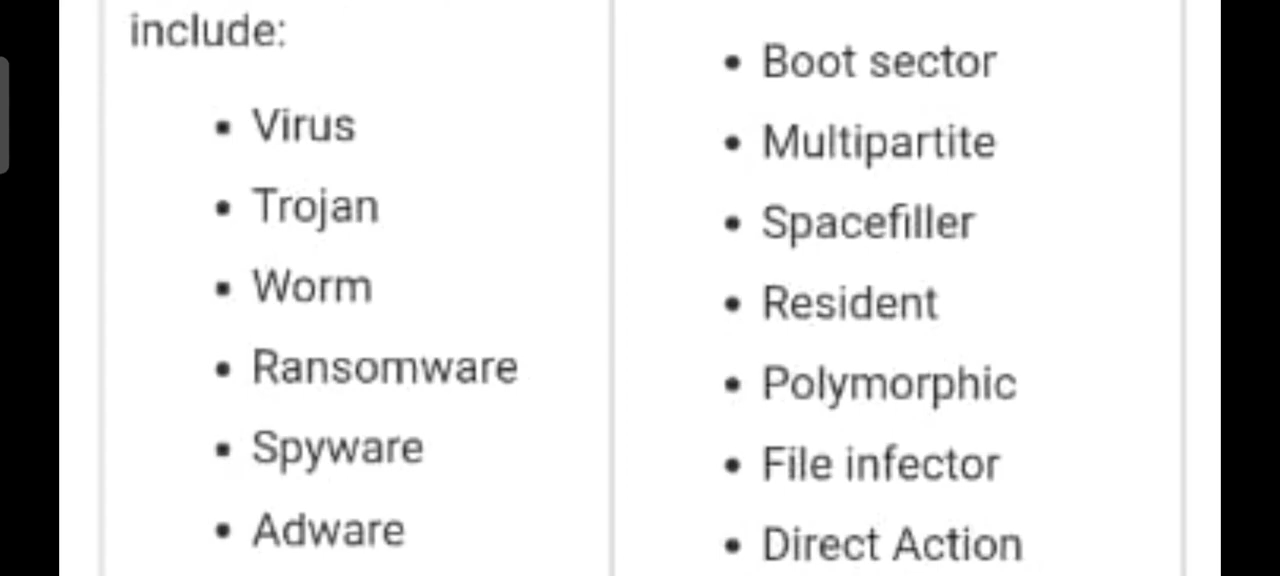 include:
• Virus
• Trojan
• Worm
• Ransomware
• Spyware
• Adware
• Boot sector
• Multipartite
• Spacefiller
• Resident
• Polymorphic
• File infector
• Direct Action